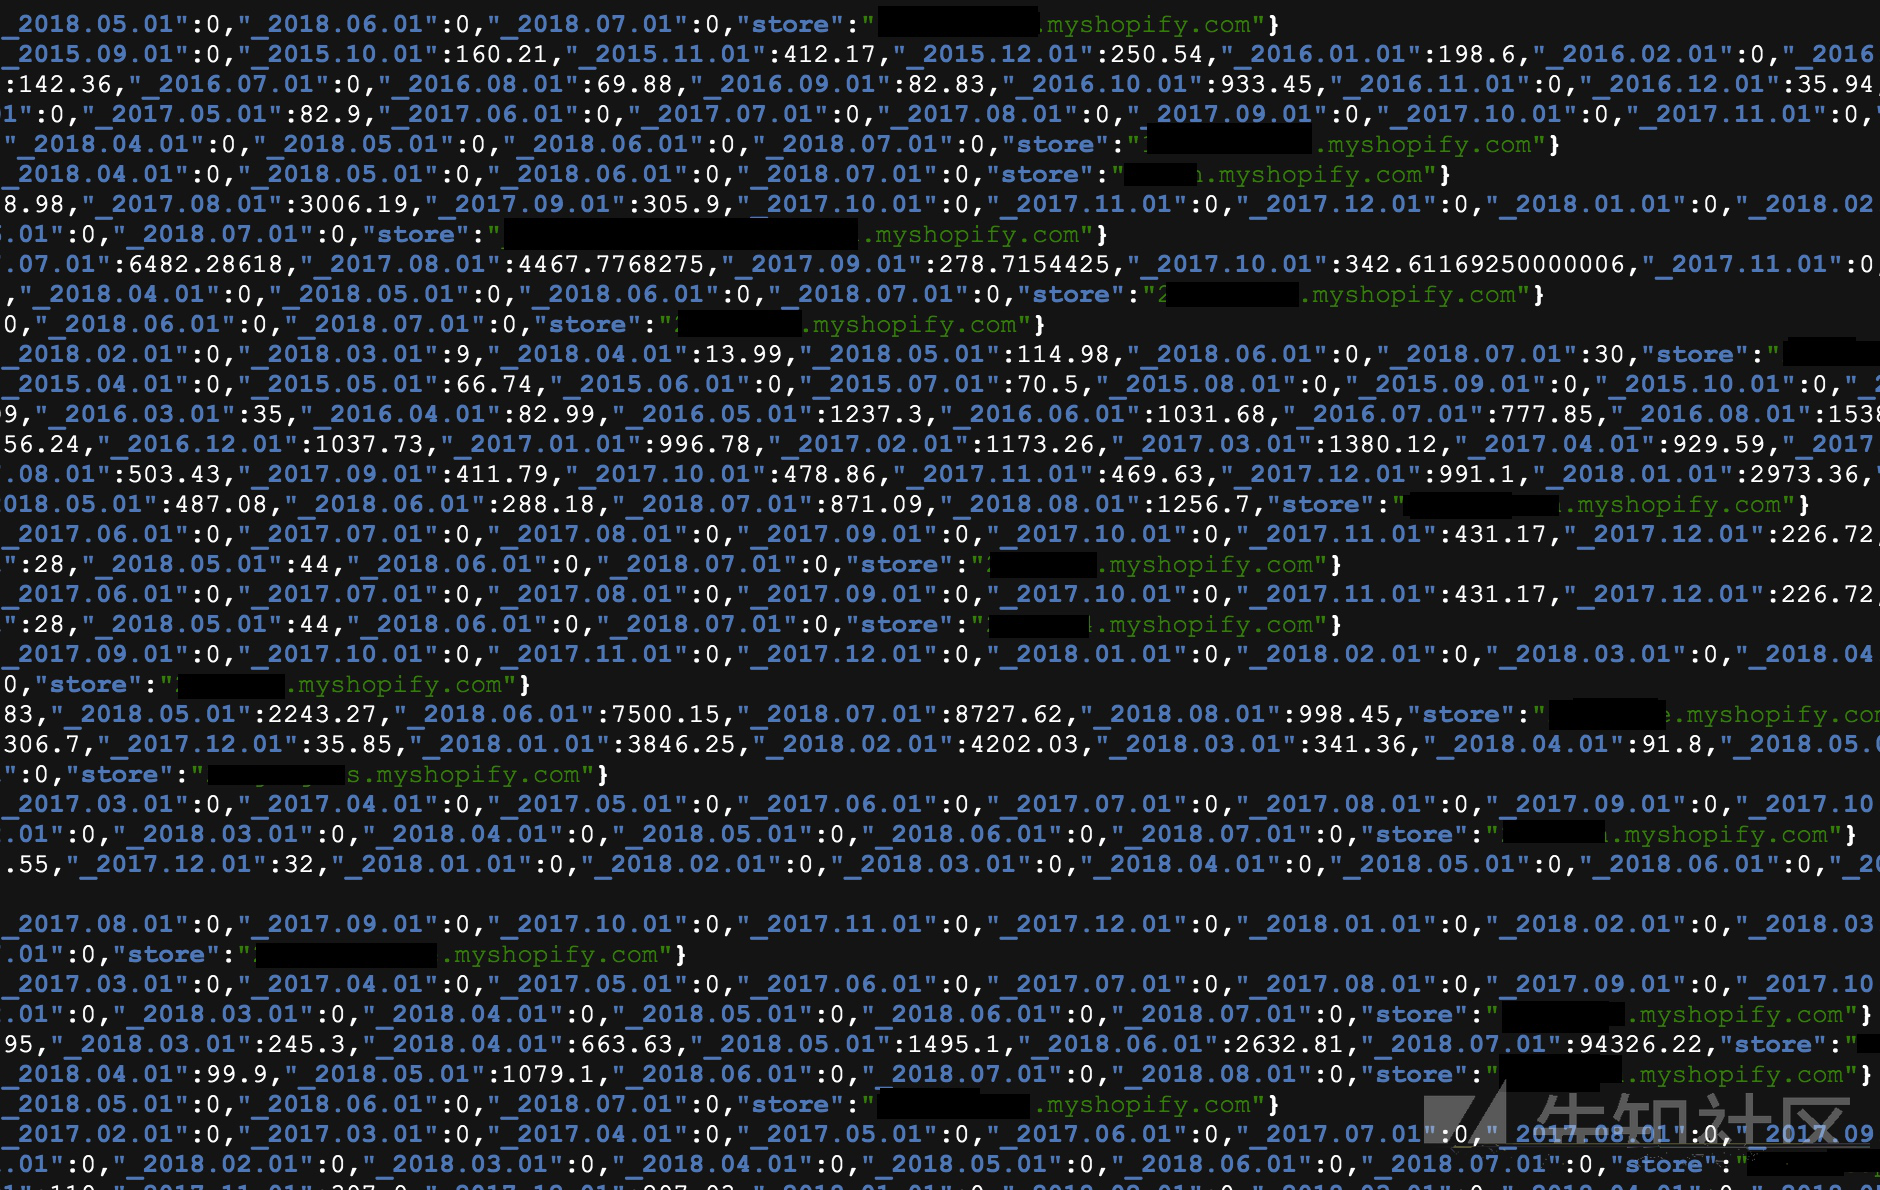 _2018.05.01":0,"_2018.06.01":0,"_2018.07.01":0,"store":" .myshopify.com"}
_2015.09.01":0,"_2015.10.01":160.21,"_2015.11.01":412.17,"_2015.12.01":250.54,"_2016.01.01":198.6,"_2016.02.01":0,"_2016
:142.36,"_2016.07.01":0,"_2016.08.01":69.88,"_2016.09.01":82.83,"_2016.10.01":933.45,"_2016.11.01":0,"_2016.12.01":35.94,
1":0,"_2017.05.01":82.9,"_2017.06.01":0,"_2017.07.01":0,"_2017.08.01":0,"_2017.09.01":0,"_2017.10.01":0,"_2017.11.01":0,"
"_2018.04.01":0,"_2018.05.01":0,"_2018.06.01":0,"_2018.07.01":0,"store":" .myshopify.com"}
_2018.04.01":0,"_2018.05.01":0,"_2018.06.01":0,"_2018.07.01":0,"store":" .myshopify.com"}
8.98,"_2017.08.01":3006.19,"_2017.09.01":305.9,"_2017.10.01":0,"_2017.11.01":0,"_2017.12.01":0,"_2018.01.01":0,"_2018.02
.01":0,"_2018.07.01":0,"store":" .myshopify.com"}
.07.01":6482.28618,"_2017.08.01":4467.7768275,"_2017.09.01":278.7154425,"_2017.10.01":342.61169250000006,"_2017.11.01":0
,"_2018.04.01":0,"_2018.05.01":0,"_2018.06.01":0,"_2018.07.01":0,"store":"2 .myshopify.com"}
0,"_2018.06.01":0,"_2018.07.01":0,"store":" .myshopify.com"}
_2018.02.01":0,"_2018.03.01":9,"_2018.04.01":13.99,"_2018.05.01":114.98,"_2018.06.01":0,"_2018.07.01":30,"store":"
_2015.04.01":0,"_2015.05.01":66.74,"_2015.06.01":0,"_2015.07.01":70.5,"_2015.08.01":0,"_2015.09.01":0,"_2015.10.01":0,"_
9,"_2016.03.01":35,"_2016.04.01":82.99,"_2016.05.01":1237.3,"_2016.06.01":1031.68,"_2016.07.01":777.85,"_2016.08.01":1538
56.24,"_2016.12.01":1037.73,"_2017.01.01":996.78,"_2017.02.01":1173.26,"_2017.03.01":1380.12,"_2017.04.01":929.59,"_2017
.08.01":503.43,"_2017.09.01":411.79,"_2017.10.01":478.86,"_2017.11.01":469.63,"_2017.12.01":991.1,"_2018.01.01":2973.36,"
018.05.01":487.08,"_2018.06.01":288.18,"_2018.07.01":871.09,"_2018.08.01":1256.7,"store":" .myshopify.com"}
_2017.06.01":0,"_2017.07.01":0,"_2017.08.01":0,"_2017.09.01":0,"_2017.10.01":0,"_2017.11.01":431.17,"_2017.12.01":226.72,
":28,"_2018.05.01":44,"_2018.06.01":0,"_2018.07.01":0,"store":" .myshopify.com"}
_2017.06.01":0,"_2017.07.01":0,"_2017.08.01":0,"_2017.09.01":0,"_2017.10.01":0,"_2017.11.01":431.17,"_2017.12.01":226.72,
":28,"_2018.05.01":44,"_2018.06.01":0,"_2018.07.01":0,"store":" .myshopify.com"}
_2017.09.01":0,"_2017.10.01":0,"_2017.11.01":0,"_2017.12.01":0,"_2018.01.01":0,"_2018.02.01":0,"_2018.03.01":0,"_2018.04
0,"store":" .myshopify.com"}
83,"_2018.05.01":2243.27,"_2018.06.01":7500.15,"_2018.07.01":8727.62,"_2018.08.01":998.45,"store":" e.myshopify.com
306.7,"_2017.12.01":35.85,"_2018.01.01":3846.25,"_2018.02.01":4202.03,"_2018.03.01":341.36,"_2018.04.01":91.8,"_2018.05.0
":0,"store":" s.myshopify.com"}
_2017.03.01":0,"_2017.04.01":0,"_2017.05.01":0,"_2017.06.01":0,"_2017.07.01":0,"_2017.08.01":0,"_2017.09.01":0,"_2017.10
.01":0,"_2018.03.01":0,"_2018.04.01":0,"_2018.05.01":0,"_2018.06.01":0,"_2018.07.01":0,"store":" .myshopify.com"}
.55,"_2017.12.01":32,"_2018.01.01":0,"_2018.02.01":0,"_2018.03.01":0,"_2018.04.01":0,"_2018.05.01":0,"_2018.06.01":0,"_20
_2017.08.01":0,"_2017.09.01":0,"_2017.10.01":0,"_2017.11.01":0,"_2017.12.01":0,"_2018.01.01":0,"_2018.02.01":0,"_2018.03
.01":0,"store":" .myshopify.com"}
_2017.03.01":0,"_2017.04.01":0,"_2017.05.01":0,"_2017.06.01":0,"_2017.07.01":0,"_2017.08.01":0,"_2017.09.01":0,"_2017.10
.01":0,"_2018.03.01":0,"_2018.04.01":0,"_2018.05.01":0,"_2018.06.01":0,"_2018.07.01":0,"store":" .myshopify.com"}
95,"_2018.03.01":245.3,"_2018.04.01":663.63,"_2018.05.01":1495.1,"_2018.06.01":2632.81,"_2018.07.01":94326.22,"store":"
_2018.04.01":99.9,"_2018.05.01":1079.1,"_2018.06.01":0,"_2018.07.01":0,"_2018.08.01":0,"store":" .myshopify.com"}
_2018.05.01":0,"_2018.06.01":0,"_2018.07.01":0,"store":" .myshopify.com"}
先知社区
_2017.02.01":0,"_2017.03.01":0,"_2017.04.01":0,"_2017.05.01":0,"_2017.06.01":0,"_2017.07.01":0,"_2017.08.01":0,"_2017.09
.01":0,"_2018.02.01":0,"_2018.03.01":0,"_2018.04.01":0,"_2018.05.01":0,"_2018.06.01":0,"_2018.07.01":0,"store":"